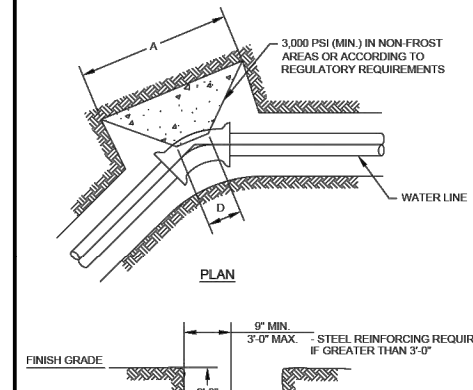 A
3,000 PSI (MIN.) IN NON-FROST
AREAS OR ACCORDING TO
REGULATORY REQUIREMENTS
WATER LINE
D
PLAN
9" MIN.
3'-0" MAX. - STEEL REINFORCING REQUIR
IF GREATER THAN 3'-0"
FINISH GRADE